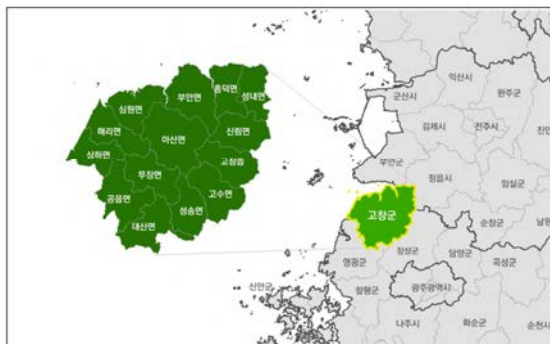 흥덕면
부안면
성내면
심원면
해리면
아산면
신림면
상하면
고창읍
무장면
공음면
고수면
성송면
대산면
익산시
군산시
완주군
김제시
전주시
진안
부안군
정읍시
임실군
고창군
순창군
남원
영광군
장성군
담양군
곡성군
신안군
함평군
광주광역시
나주시
화순군
순천시